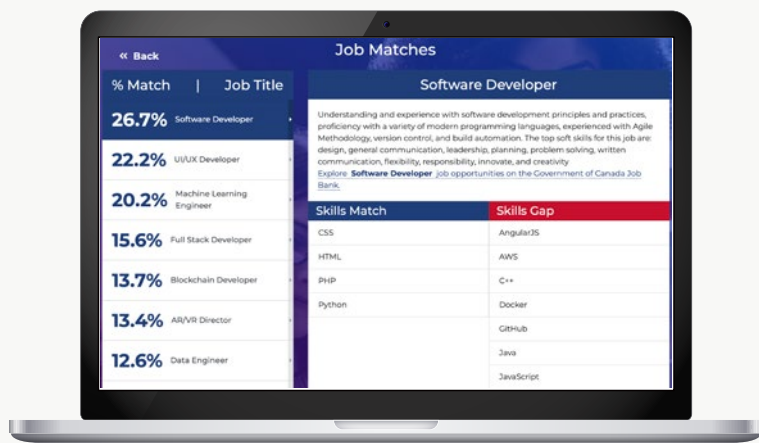 « Back
Job Matches
% Match | Job Title
26.7% Software Developer
22.2% UI/UX Developer
20.2% Machine Learning
Engineer
15.6% Full Stack Developer
13.7% Blockchain Developer
13.4% AR/VR Director
12.6% Data Engineer
Software Developer
Understanding and experience with software development principles and practices,
proficiency with a variety of modern programming languages, experienced with Agile
Methodology, version control, and build automation. The top soft skills for this job are:
design, general communication, leadership, planning, problem solving, written
communication, flexibility, responsibility, innovate, and creativity
Explore Software Developer job opportunities on the Government of Canada Job
Bank.
Skills Match
CSS
HTML
PHP
Python
Skills Gap
AngularJS
AWS
C++
Docker
GitHub
Java
JavaScript